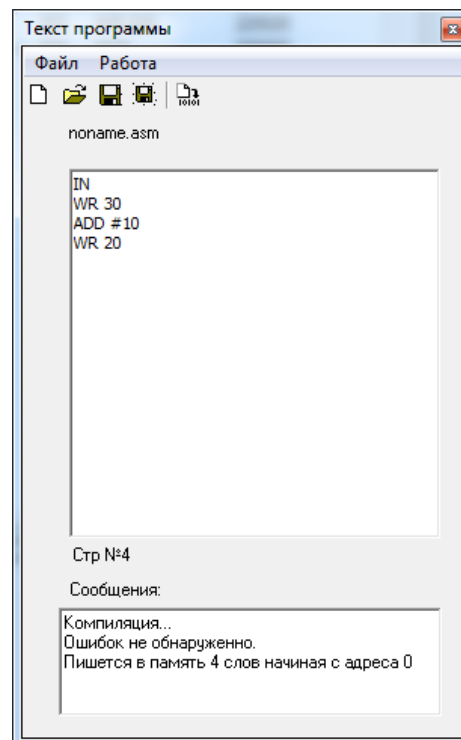 Текст программы
Файл Работа
noname.asm
IN
WR 30
ADD #10
WR 20
Стр №4
Сообщения:
Компиляция...
Ошибок не обнаруженно.
Пишется в память 4 слов начиная с адреса 0